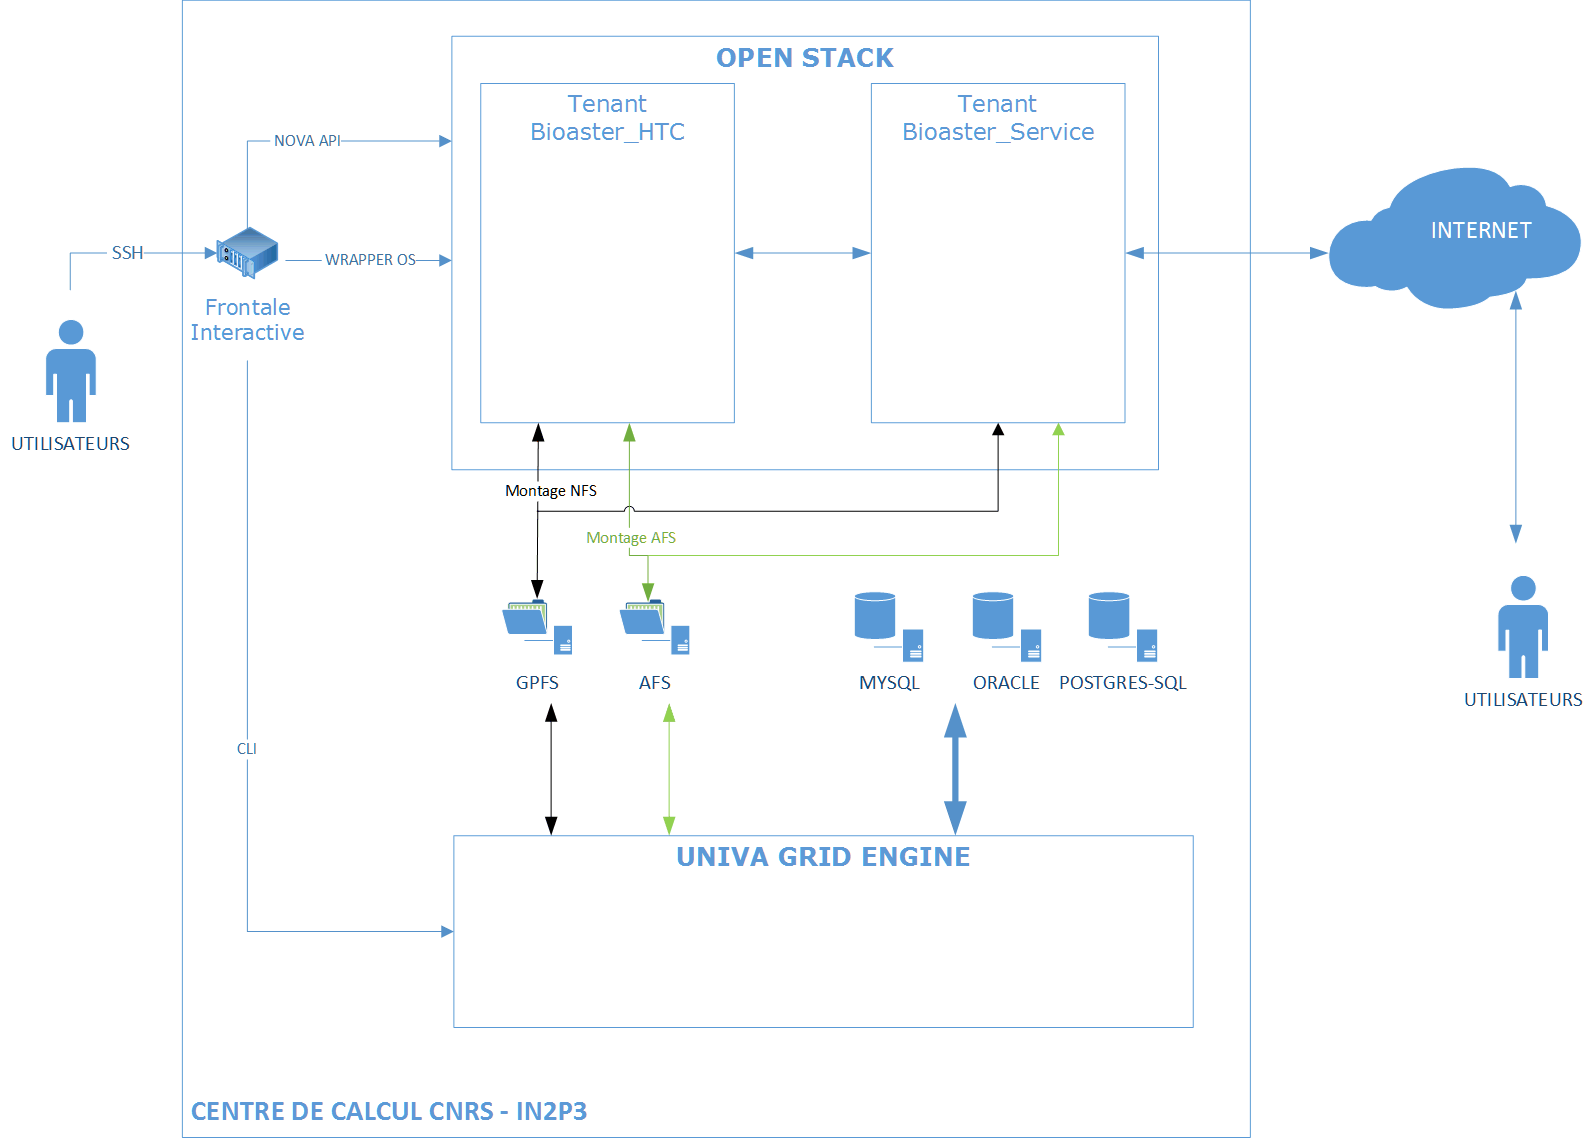 OPEN STACK
Tenant
Bioaster_HTC
Tenant
Bioaster_Service
NOVA API
SSH
WRAPPER OS
INTERNET
Frontale
Interactive
UTILISATEURS
Montage NFS
Montage AFS
GPFS
AFS
MYSQL
ORACLE
POSTGRES-SQL
UTILISATEURS
CLI
UNIVA GRID ENGINE
CENTRE DE CALCUL CNRS - IN2P3